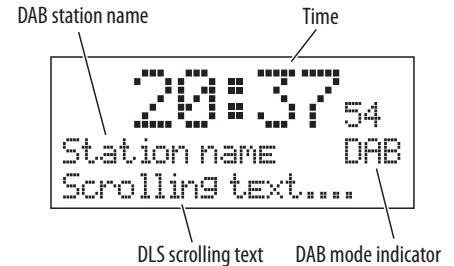 DAB station name Time
20:37 54
Station name DAB
Scrolling text....
DLS scrolling text DAB mode indicator